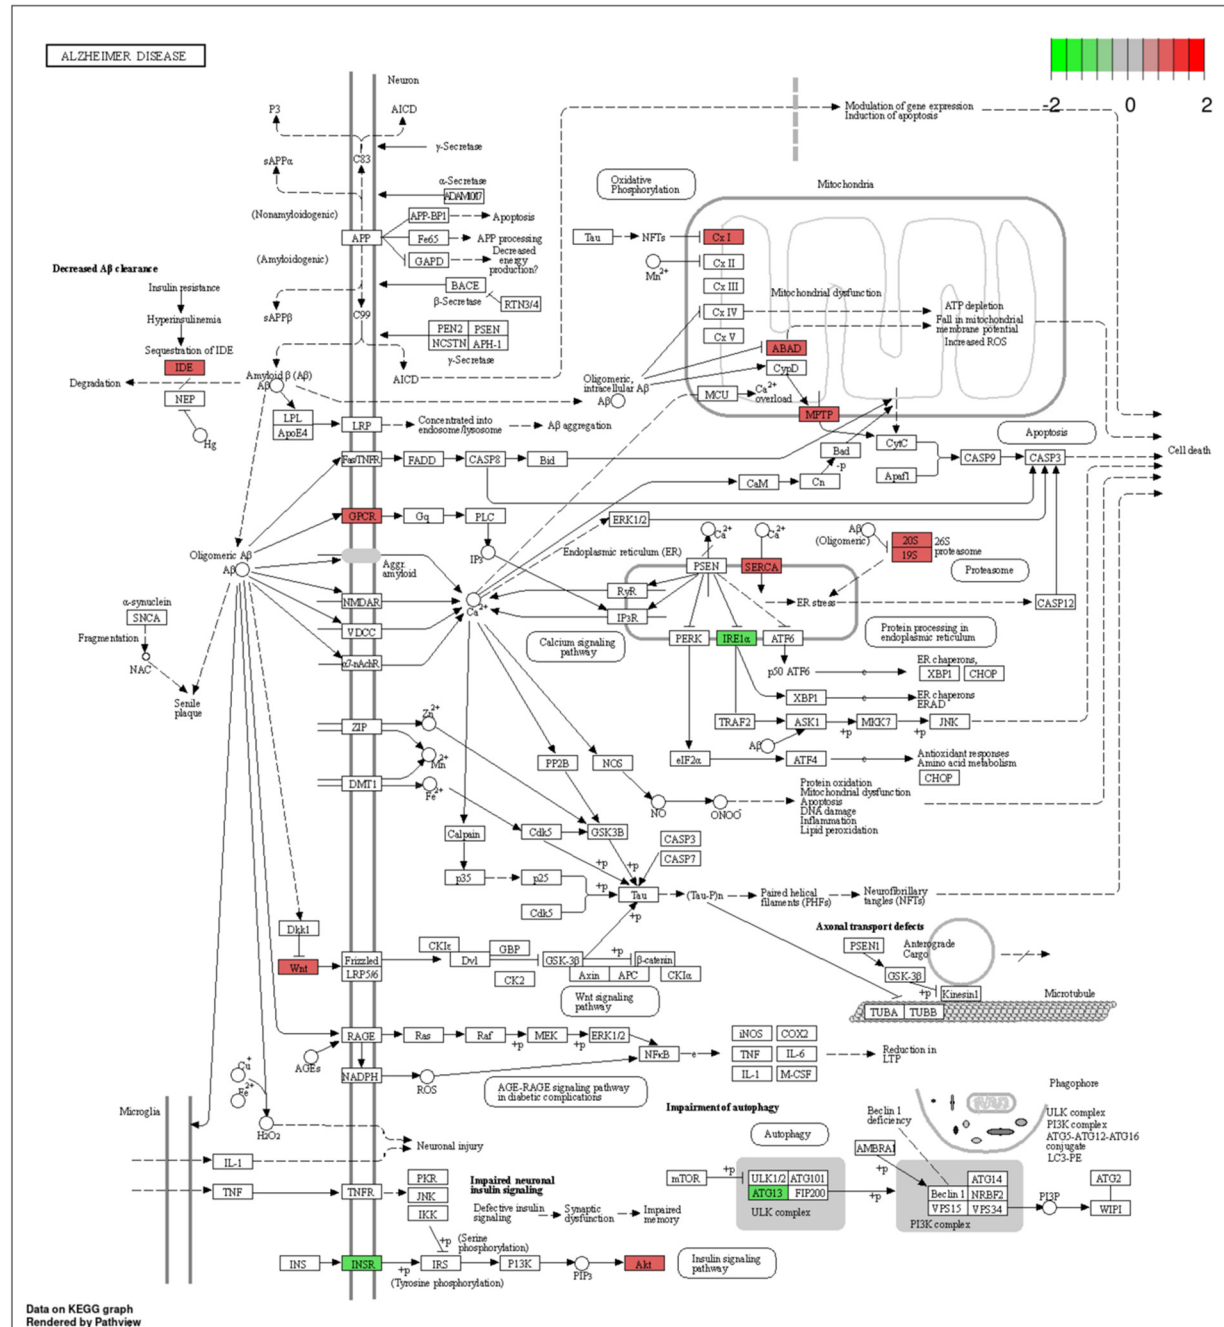 ALZHEIMER DISEASE
-2 0 2
Neuron
P3
AICD
Modulation of gene expression
Induction of apoptosis
γ-Secretase
C83
sAPPα
α-Secretase
Oxidative
Phosphorylation
Mitochondria
(Nonamyloidogenic)
APP-BP1
Apoptosis
APP
Fe65
APP processing
Tau
NFTs
Cx I
(Amyloidogenic)
GAPD
Decreased
energy
production?
Cx II
Mn2+
Decreased Aβ clearance
BACE
Cx III
Insulin resistance
β-Secretase
RTN3/4
Mitochondrial dysfunction
Hyperinsulinemia
sAPPβ
C99
Cx IV
ATP depletion
Fall in mitochondrial
membrane potential
Increased ROS
PEN2
PSEN
NCSTN
APH-1
Cx V
Sequestration of IDE
γ-Secretase
ABAD
IDE
Amyloid β (Aβ)
CypD
Degradation
Aβ
AICD
Oligomeric,
intracellular Aβ
Aβ
MCU
Ca2+
overload
NEP
LPL
ApoE4
MPTP
Hg
LRP
Concentrated into
endosome/lysosome
Aβ aggregation
CytC
Apoptosis
Bad
-p
Cell death
Fas/TNFR
FADD
CASP8
Bid
CASP9
CASP3
Apaf1
CaM
Cn
GPCR
Gq
PLC
ERK1/2
Ca2+
Ca2+
Aβ
(Oligomeric)
20S
19S
26S
proteasome
Oligomeric Aβ
Aβ
Aggr.
amyloid
IP3
Endoplasmic reticulum (ER)
PSEN
SERCA
Proteasome
α-synuclein
SNCA
NMDAR
Ca2+
RyR
ER stress
CASP12
IP3R
Fragmentation
VDCC
Calcium signaling
pathway
PERK
IRE1α
ATF6
Protein processing in
endoplasmic reticulum
NAC
α7-nAchR
p50 ATF6
e
ER chaperons,
XBP1
CHOP
Senile
plaque
XBP1
e
ER chaperons
ERAD
ZIP
Zn2+
TRAF2
ASK1
MKK7
JNK
+p
+p
Aβ
Mn2+
PP2B
NOS
eIF2α
ATF4
e
Antioxidant responses
Amino acid metabolism
CHOP
DMT1
Fe2+
NO
ONOO-
Protein oxidation
Mitochondrial dysfunction
Apoptosis
DNA damage
Inflammation
Lipid peroxidation
Calpain
Cdk5
GSK3B
CASP3
CASP7
+p
+p
p35
p25
+p
Tau
(Tau-P)n
Paired helical
filaments (PHFs)
Neurofibrillary
tangles (NFTs)
Cdk5
+p
Dkk1
Axonal transport defects
PSEN1
Anterograde
Cargo
Wnt
Frizzled
LRP5/6
CKIε
Dvl
GBP
CK2
GSK-3β
+p
β-catenin
Axin
APC
CKIα
GSK-3β
+p
Kinesin1
Wnt signaling
pathway
Microtubule
TUBA
TUBB
RAGE
Ras
Raf
MEK
ERK1/2
+p
+p
iNOS
COX2
AGEs
NFκB
e
TNF
IL-6
Reduction in
LTP
IL-1
M-CSF
Cu+
NADPH
ROS
AGE-RAGE signaling pathway
in diabetic complications
Microglia
H2O2
Impairment of autophagy
Beclin 1
deficiency
Phagophore
ULK complex
PI3K complex
ATG5-ATG12-ATG16
conjugate
LC3-PE
Neuronal injury
Autophagy
AMBRA1
IL-1
+p
TNF
TNFR
PKR
JNK
IKK
Impaired neuronal
insulin signaling
Defective insulin
signaling
Synaptic
dysfunction
Impaired
memory
mTOR
+p
ULK1/2
ATG101
ATG13
FIP200
ULK complex
+p
ATG14
Beclin 1
NRBF2
VPS15
VPS34
PI3K complex
PI3P
ATG2
WIPI
+p
(Serine
phosphorylation)
INS
INSR
+p
IRS
P13K
PIP3
Akt
Insulin signaling
pathway
(Tyrosine phosphorylation)
Data on KEGG graph
Rendered by Pathview